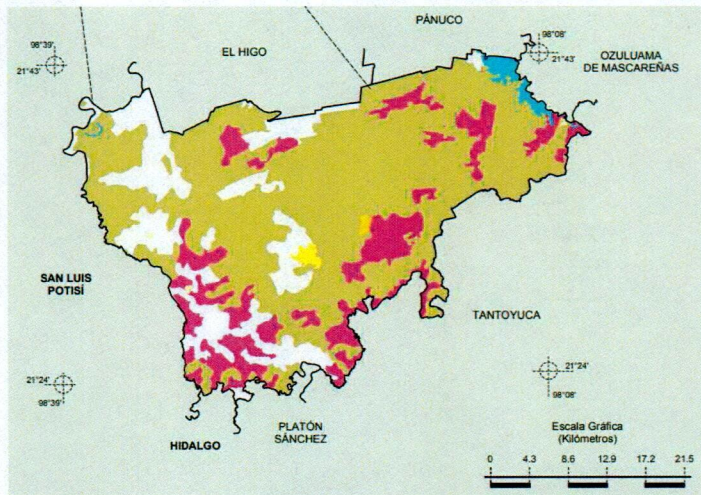 PÁNUCO
98°39'
21°43'
EL HIGO
98°08'
21°43'
OZULUAMA
DE MASCAREÑAS
SAN LUIS
POTISÍ
TANTOYUCA
21°24'
98°39'
21°24'
98°08'
HIDALGO
PLATÓN
SÁNCHEZ
Escala Gráfica
(Kilómetros)
0 4.3 8.6 12.9 17.2 21.5